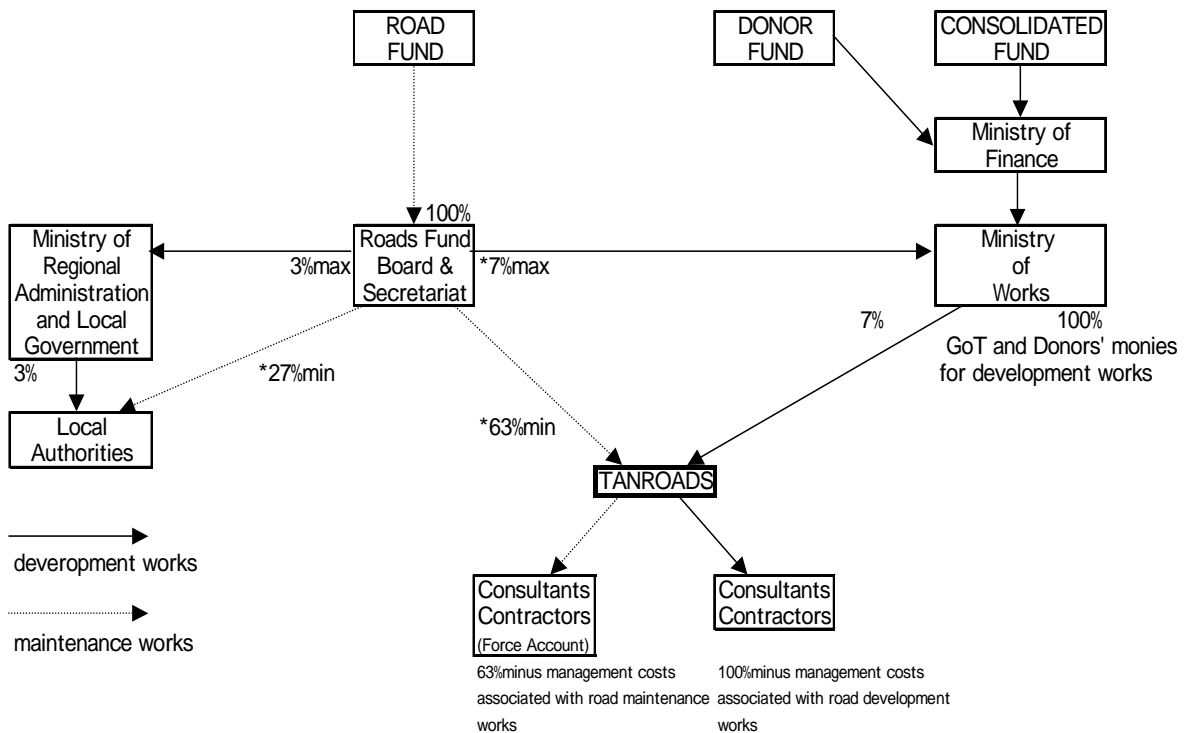 ROAD
FUND
DONOR
FUND
CONSOLIDATED
FUND
Ministry of
Finance
100%
Ministry of
Regional
Administration
and Local
Government
3%max
Roads Fund
Board &
Secretariat
*7%max
Ministry
of
Works
7%
100%
GoT and Donors' monies
for development works
3%
*27%min
*63%min
Local
Authorities
TANROADS
deveropment works
maintenance works
Consultants
Contractors
(Force Account)
Consultants
Contractors
63%minus management costs
associated with road maintenance
works
100%minus management costs
associated with road development
works